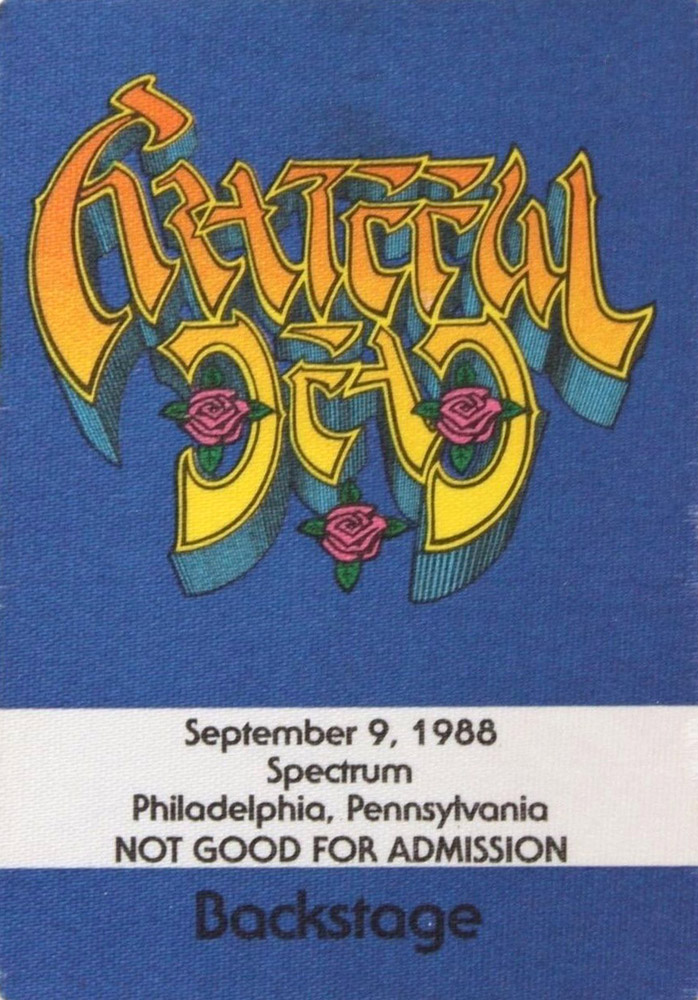 Grateful
Dead
September 9, 1988
Spectrum
Philadelphia, Pennsylvania
NOT GOOD FOR ADMISSION
Backstage